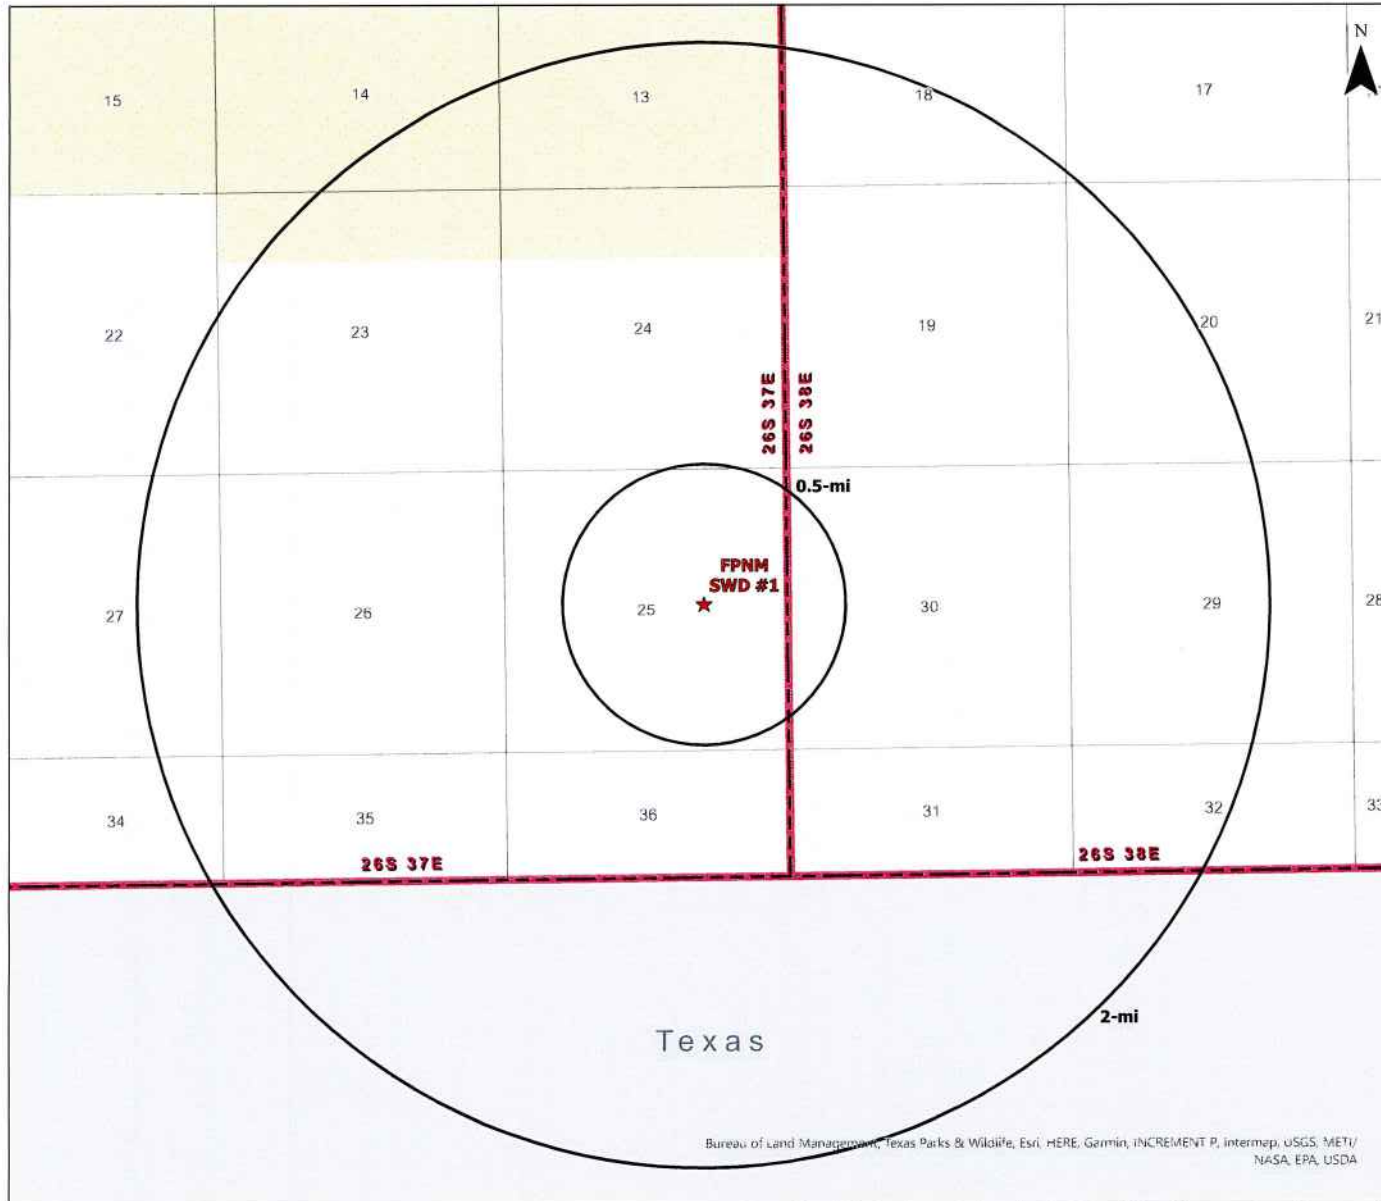 N
15
14
13
18
17
22
23
24
19
20
21
26S 37E
26S 38E
0.5-mi
FPNM
SWD #1
27
26
25
30
29
28
34
35
36
31
32
33
26S 37E
26S 38E
Texas
2-mi
Bureau of Land Management, Texas Parks & Wildlife, Esri, HERE, Garmin, INCREMENT P, Intermap, USGS, METI/
NASA, EPA, USDA